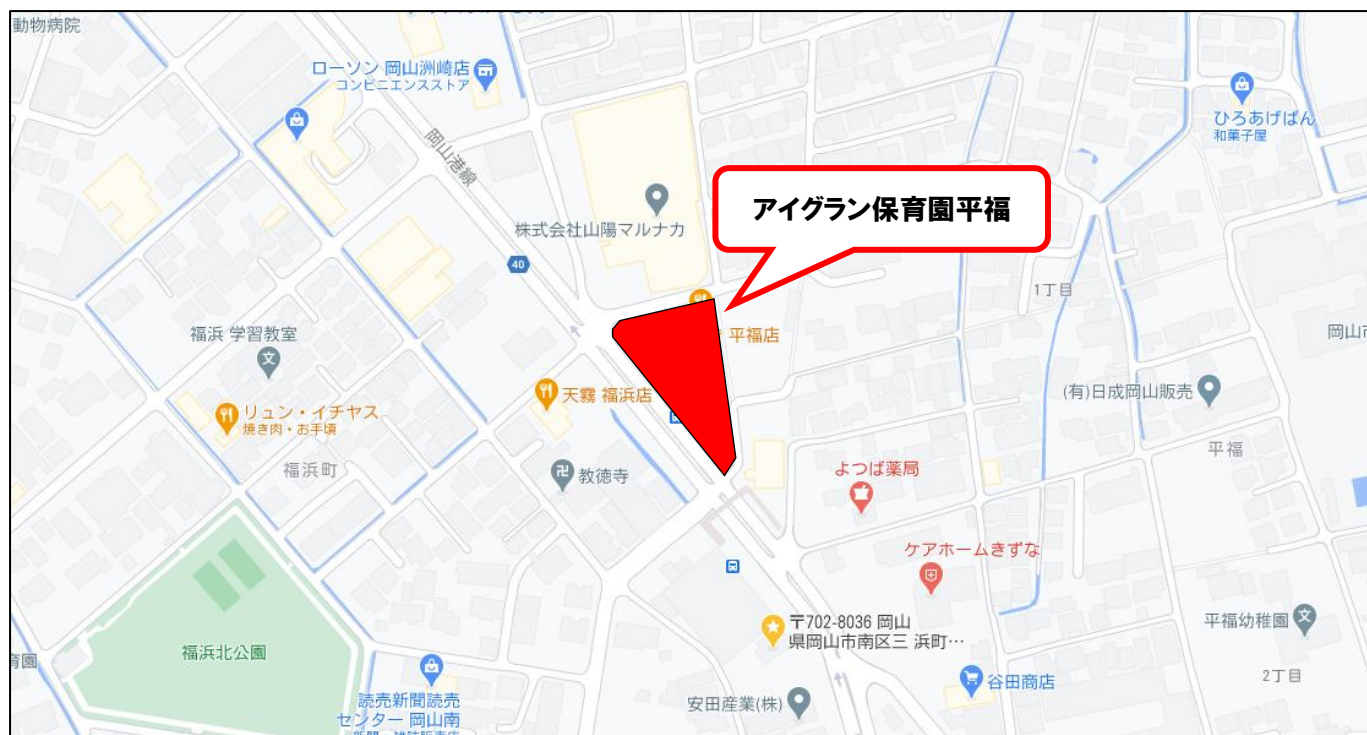 動物病院
ローソン 岡山洲崎店
コンビニエンスストア
ひろあげぱん
和菓子屋
岡山港線
アイグラン保育園平福
株式会社山陽マルナカ
40
1丁目
福浜 学習教室
平福店
岡山市
天霧 福浜店
(有)日成岡山販売
リュン・イチヤス
焼き肉・お手頃
福浜町
教徳寺
よつば薬局
平福
ケアホームきずな
〒702-8036 岡山
県岡山市南区三 浜町…
平福幼稚園
福浜北公園
育園
谷田商店
2丁目
読売新聞読売
センター 岡山南
安田産業(株)